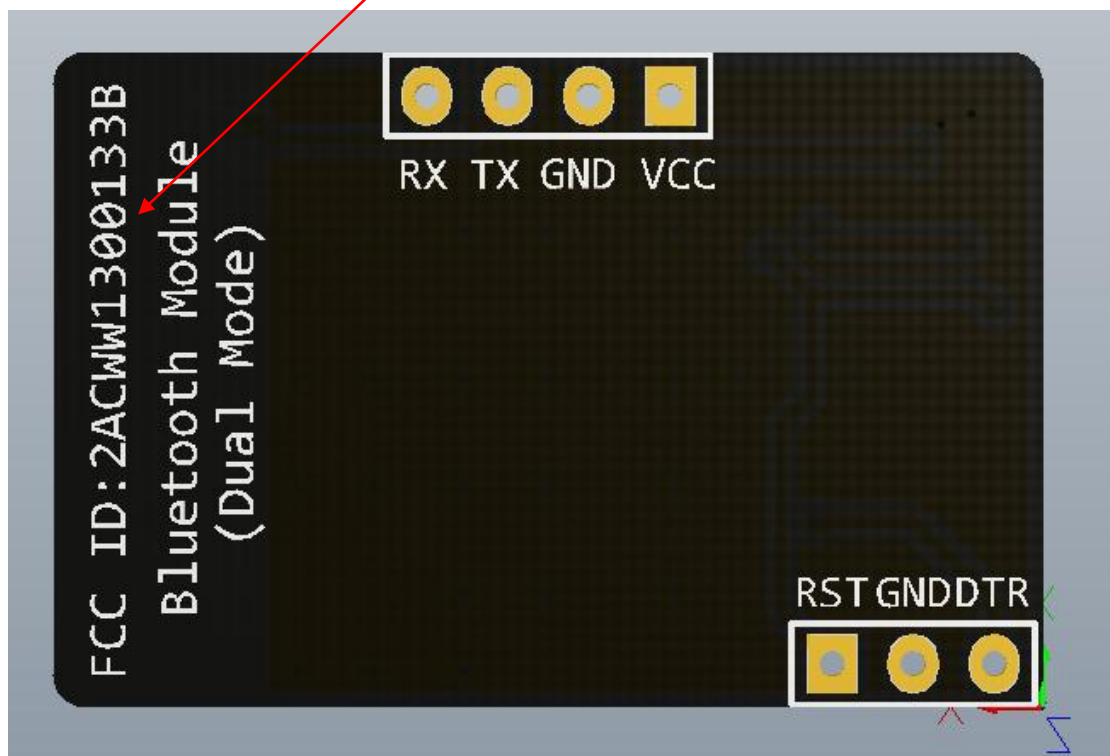 FCC ID:2ACWW1300133B
Bluetooth Module
(Dual Mode)
RX TX GND VCC
RST GND DTR
X
Z